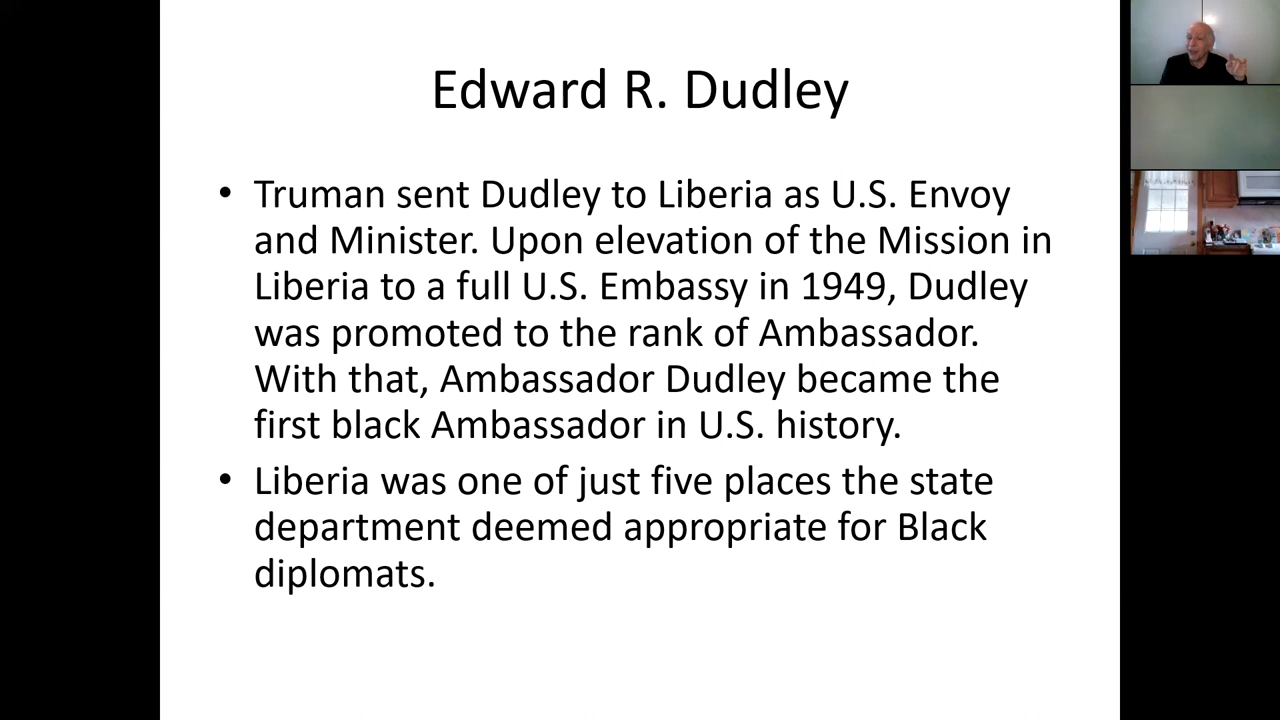 Edward R. Dudley
• Truman sent Dudley to Liberia as U.S. Envoy
and Minister. Upon elevation of the Mission in
Liberia to a full U.S. Embassy in 1949, Dudley
was promoted to the rank of Ambassador.
With that, Ambassador Dudley became the
first black Ambassador in U.S. history.
• Liberia was one of just five places the state
department deemed appropriate for Black
diplomats.